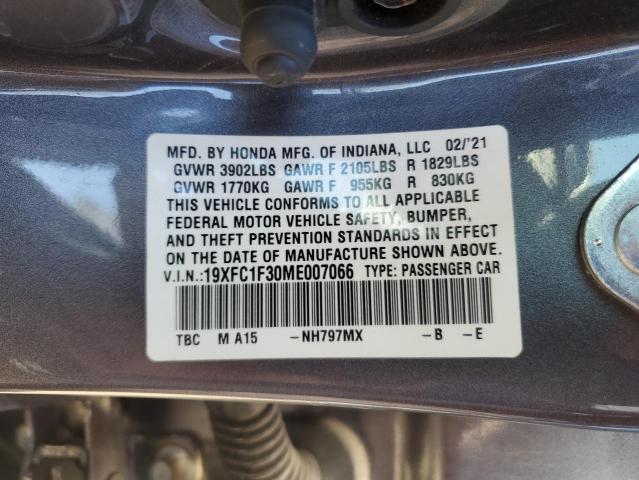 MFD. BY HONDA MFG. OF INDIANA, LLC 02/'21
GVWR 3902LBS GAWR F 2105LBS R 1829LBS
GVWR 1770KG GAWR F 955KG R 830KG
THIS VEHICLE CONFORMS TO ALL APPLICABLE
FEDERAL MOTOR VEHICLE SAFETY, BUMPER,
AND THEFT PREVENTION STANDARDS IN EFFECT
ON THE DATE OF MANUFACTURE SHOWN ABOVE.
V.I.N.:19XFC1F30ME007066 TYPE: PASSENGER CAR
TBC M A15 -NH797MX -B -E